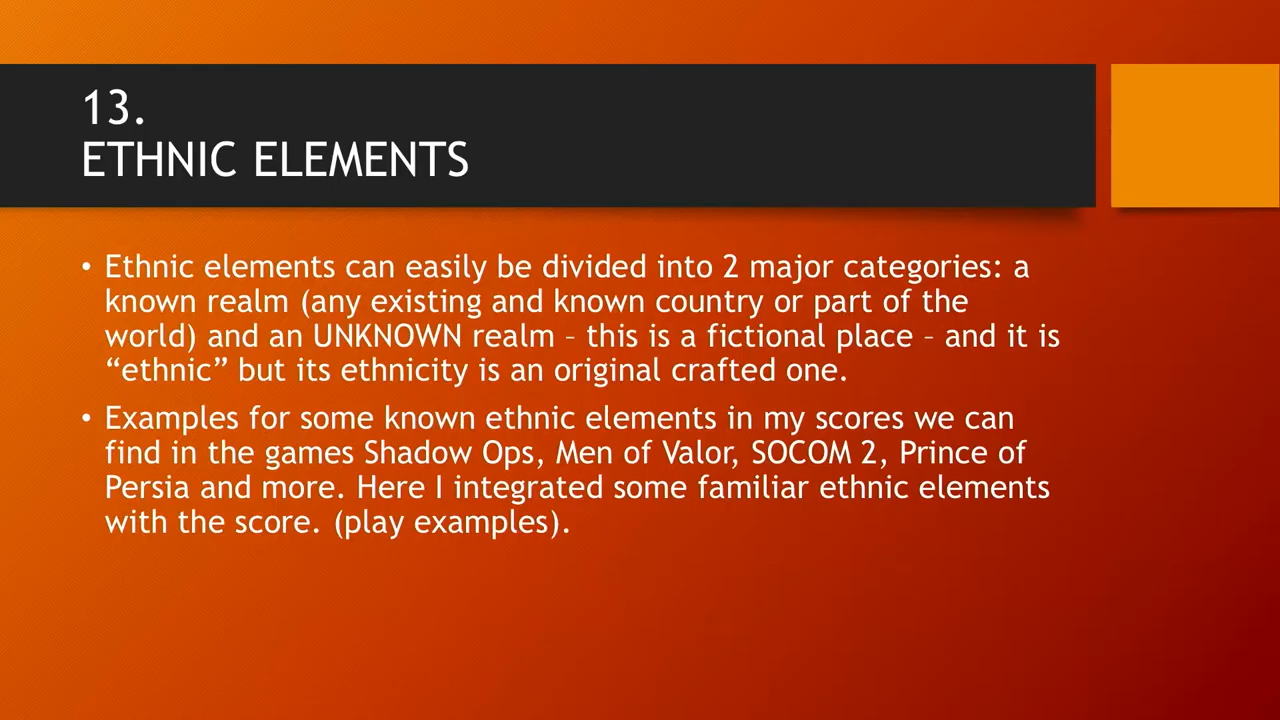 13.
ETHNIC ELEMENTS
• Ethnic elements can easily be divided into 2 major categories: a
known realm (any existing and known country or part of the
world) and an UNKNOWN realm – this is a fictional place – and it is
“ethnic” but its ethnicity is an original crafted one.
• Examples for some known ethnic elements in my scores we can
find in the games Shadow Ops, Men of Valor, SOCOM 2, Prince of
Persia and more. Here I integrated some familiar ethnic elements
with the score. (play examples).